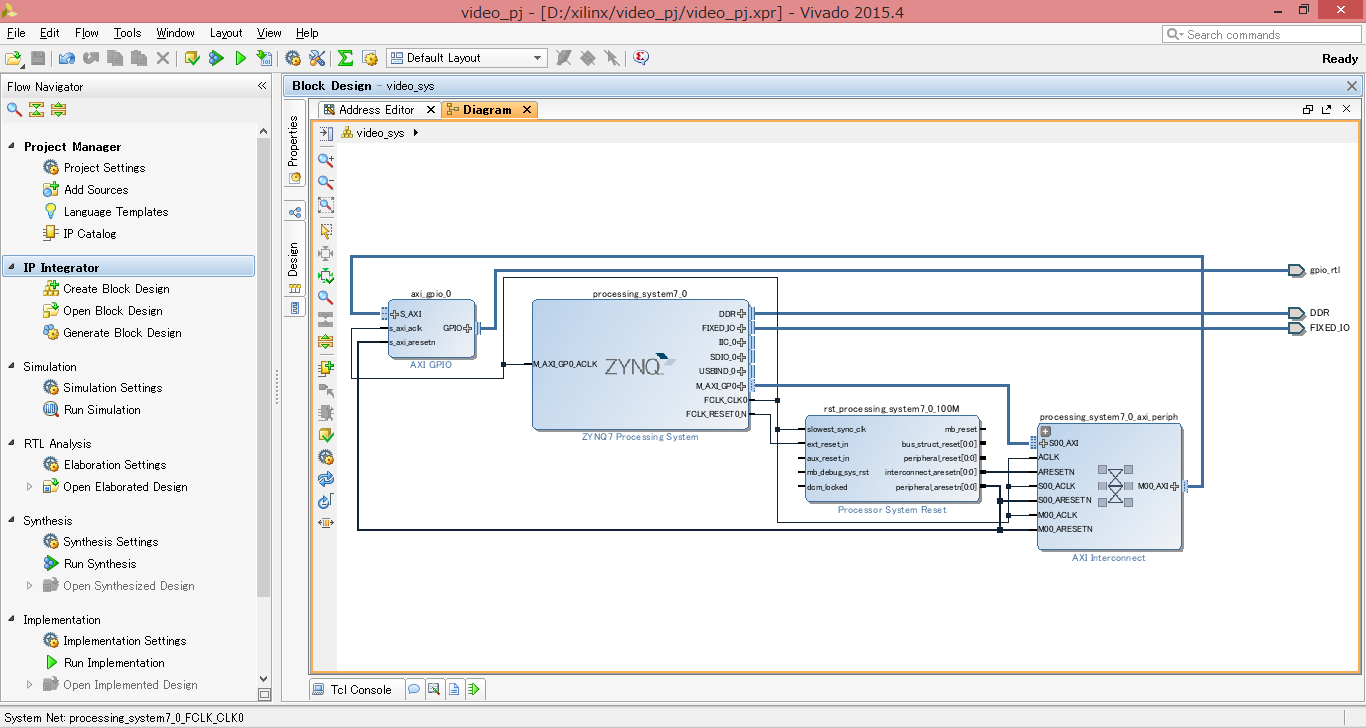 video_pj - [D:/xilinx/video_pj/video_pj.xpr] - Vivado 2015.4
File Edit Flow Tools Window Layout View Help
Search commands
Default Layout
Ready
Flow Navigator
Project Manager
Project Settings
Add Sources
Language Templates
IP Catalog
IP Integrator
Create Block Design
Open Block Design
Generate Block Design
Simulation
Simulation Settings
Run Simulation
RTL Analysis
Elaboration Settings
Open Elaborated Design
Synthesis
Synthesis Settings
Run Synthesis
Open Synthesized Design
Implementation
Implementation Settings
Run Implementation
Open Implemented Design
Block Design - video_sys
Properties
Design
Address Editor
Diagram
video_sys
axi_gpio_0
S_AXI
s_axi_aclk
s_axi_aresetn
GPIO
AXI GPIO
processing_system7_0
M_AXI_GP0_ACLK
ZYNQ
DDR
FIXED_IO
IIC_0
SDIO_0
USBIND_0
M_AXI_GP0
FCLK_CLK0
FCLK_RESET0_N
ZYNQ7 Processing System
rst_processing_system7_0_100M
slowest_sync_clk
ext_reset_in
aux_reset_in
mb_debug_sys_rst
dcm_locked
mb_reset
bus_struct_reset[0:0]
peripheral_reset[0:0]
interconnect_aresetn[0:0]
peripheral_aresetn[0:0]
Processor System Reset
processing_system7_0_axi_periph
S00_AXI
ACLK
ARESETN
S00_ACLK
S00_ARESETN
M00_ACLK
M00_ARESETN
M00_AXI
AXI Interconnect
gpio_rtl
DDR
FIXED_IO
Tcl Console
System Net: processing_system7_0_FCLK_CLK0